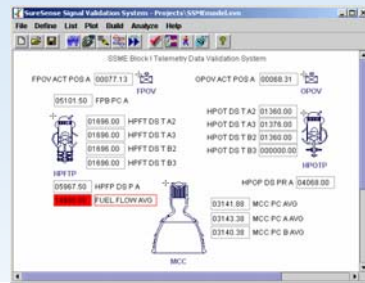 SureSense Signal Validation System - Projects\SSMEmodel.svm
File Define List Plot Build Analyze Help
SSME Block I Telemetry Data Validation System
FPOV ACT POS A 00077.13
FPOV
OPOV ACT POS A 00068.31
OPOV
05101.50 FPB PC A
01696.00 HPFT DS T A2
01696.00 HPFT DS T A3
01696.00 HPFT DS T B2
01696.00 HPFT DS T B3
HPFTP
HPOT DS T A2 01360.00
HPOT DS T A3 01376.00
HPOT DS T B2 01360.00
HPOT DS T B3 000000.00
HPOTP
05967.50 HPFP DS P A
FUEL FLOW AVG
HPOP DS PR A 04068.00
03141.88 MCC PC AVG
03143.38 MCC PC A AVG
03140.38 MCC PC B AVG
MCC